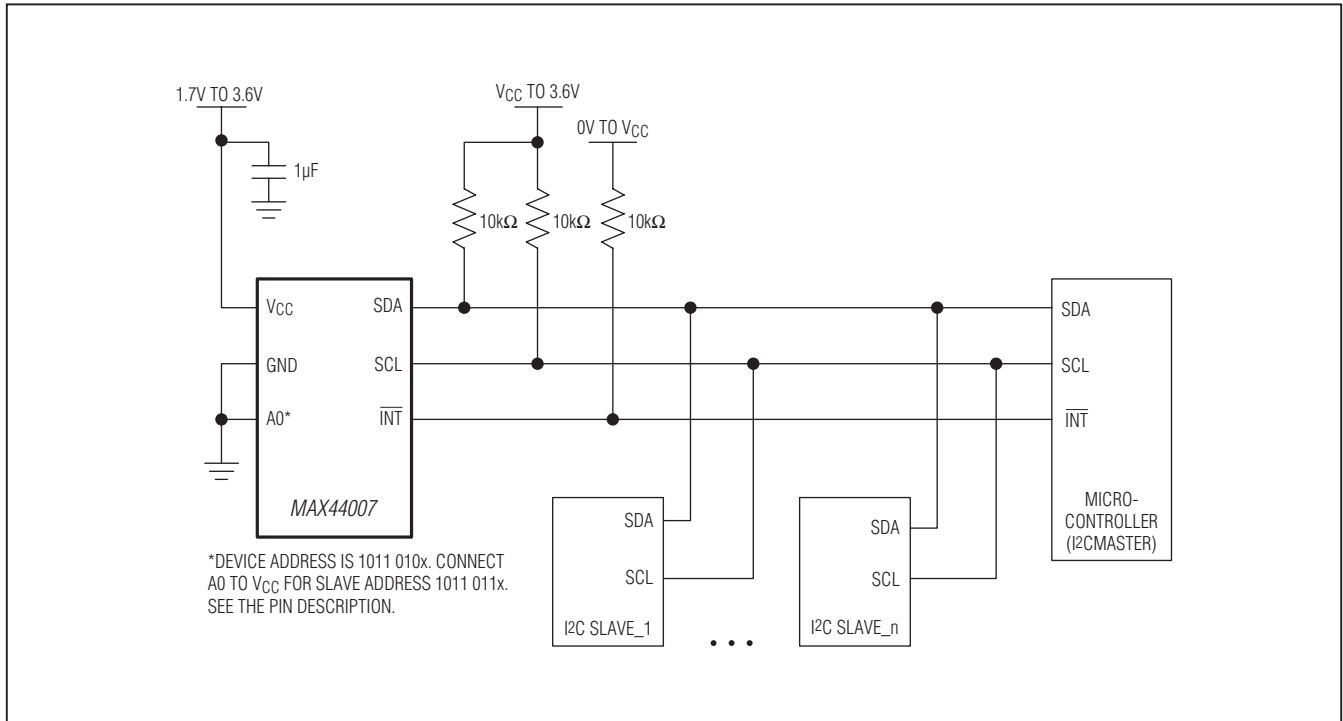 1.7V TO 3.6V
1µF
VCC TO 3.6V
0V TO VCC
10kΩ
10kΩ
10kΩ
VCC
GND
A0*
SDA
SCL
INT
MAX44007
*DEVICE ADDRESS IS 1011 010x. CONNECT
A0 TO VCC FOR SLAVE ADDRESS 1011 011x.
SEE THE PIN DESCRIPTION.
SDA
SCL
I2C SLAVE_1
• • •
SDA
SCL
I2C SLAVE_n
SDA
SCL
INT
MICRO-
CONTROLLER
(I2CMASTER)